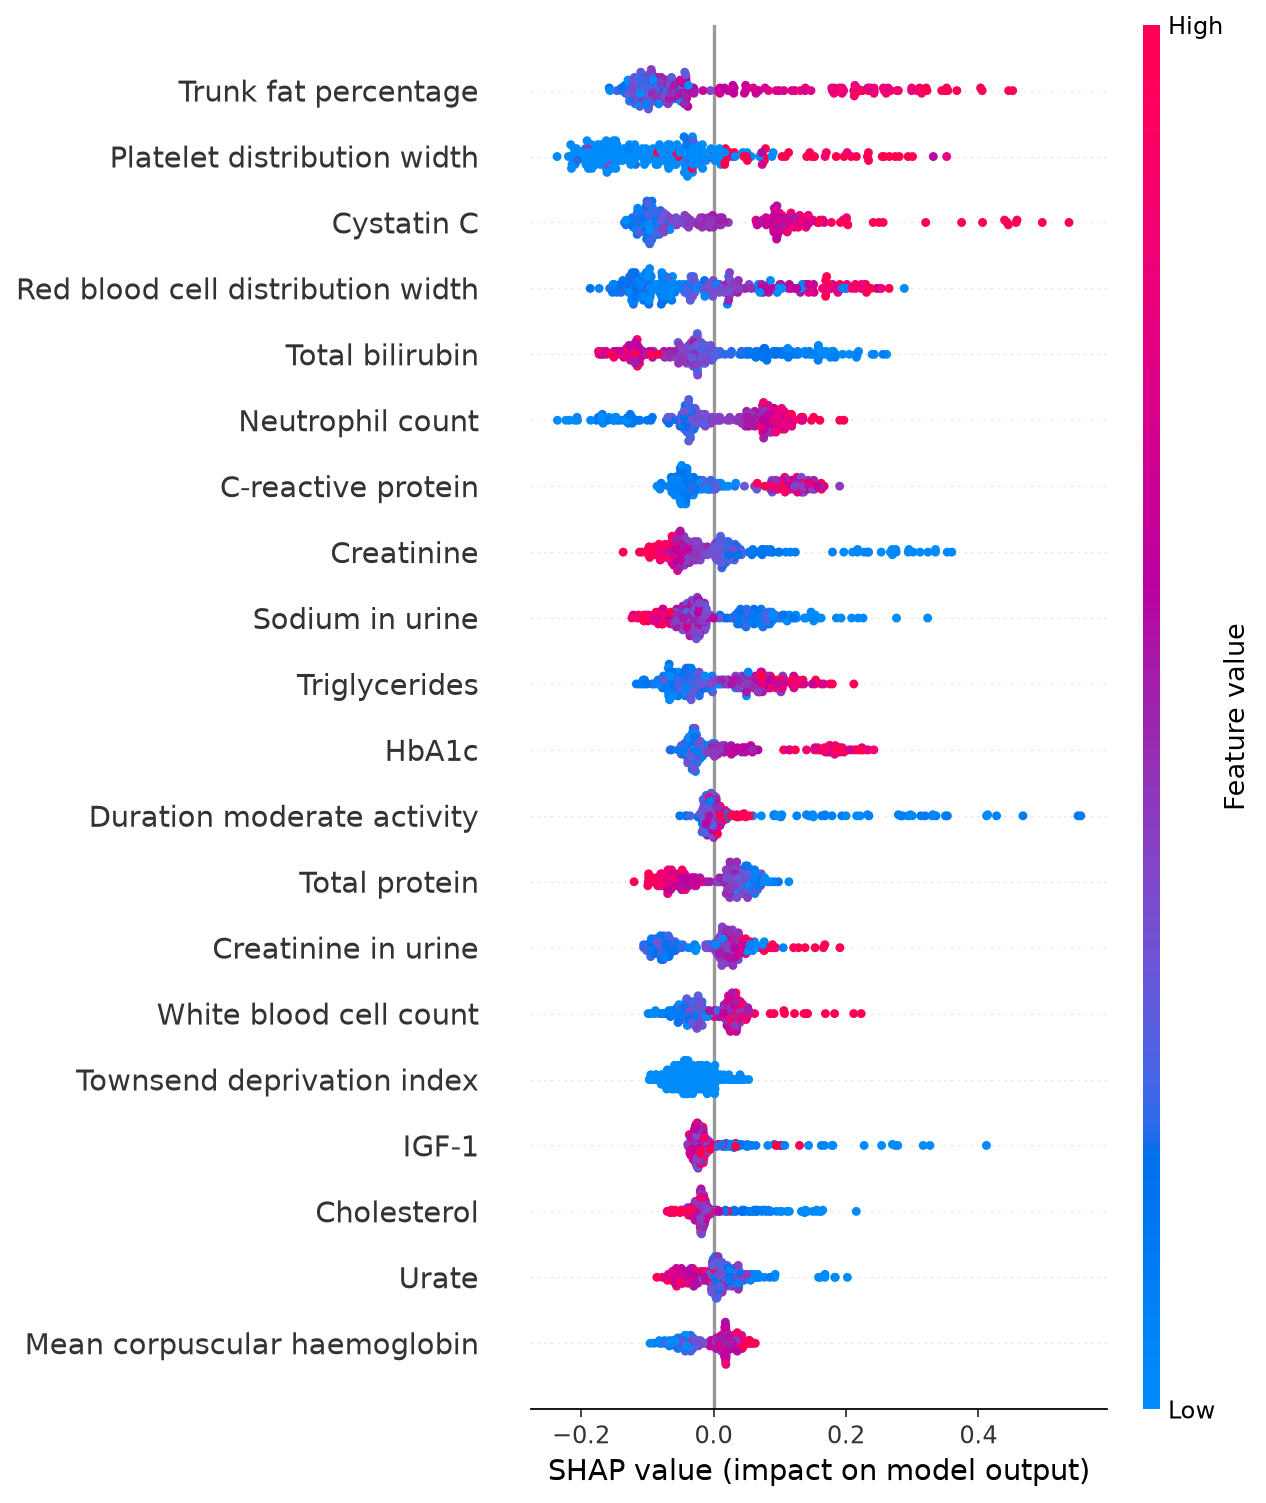 High
Trunk fat percentage
Platelet distribution width
Cystatin C
Red blood cell distribution width
Total bilirubin
Neutrophil count
C-reactive protein
Creatinine
Sodium in urine
Triglycerides
HbA1c
Duration moderate activity
Total protein
Creatinine in urine
White blood cell count
Townsend deprivation index
IGF-1
Cholesterol
Urate
Mean corpuscular haemoglobin
Feature value
Low
−0.2 0.0 0.2 0.4
SHAP value (impact on model output)